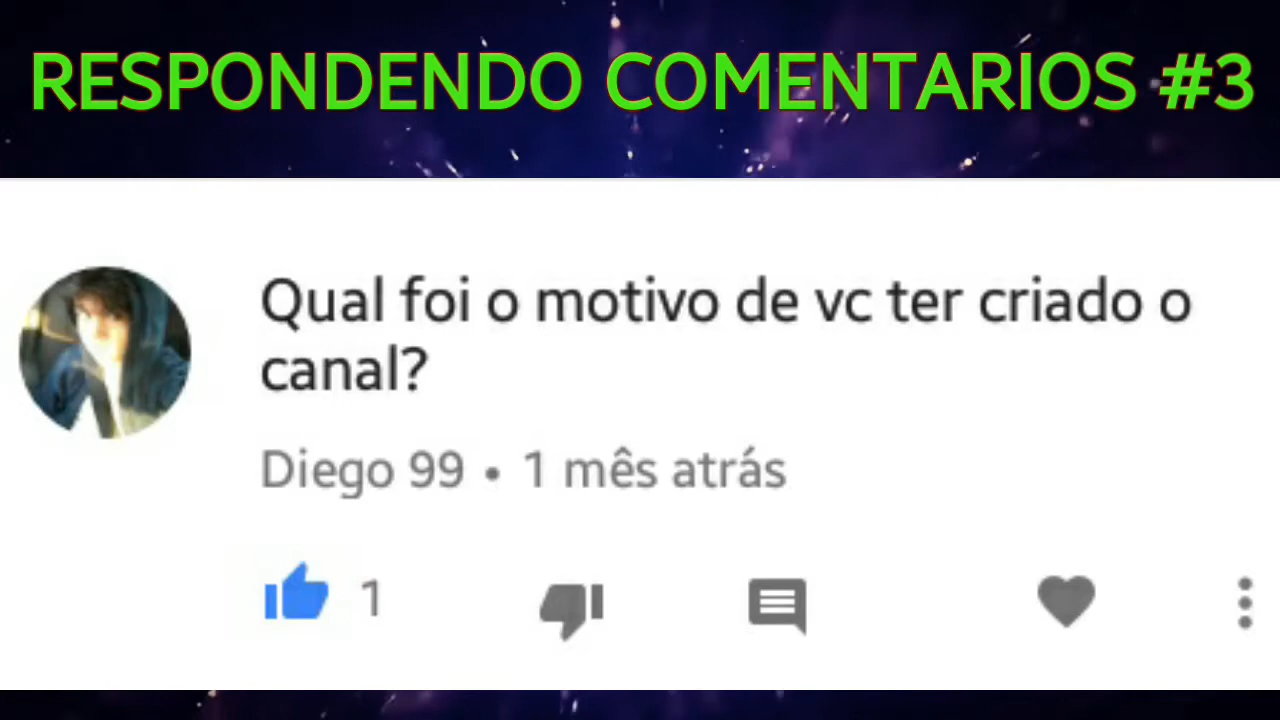 RESPONDENDO COMENTARIOS #3
Qual foi o motivo de vc ter criado o
canal?
Diego 99 • 1 mês atrás
1